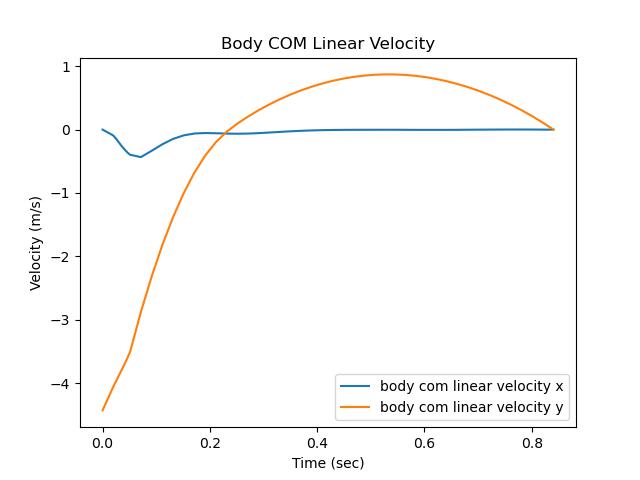 Body COM Linear Velocity
1
0
−1
−2
−3
−4
Velocity (m/s)
body com linear velocity x
body com linear velocity y
0.0 0.2 0.4 0.6 0.8
Time (sec)